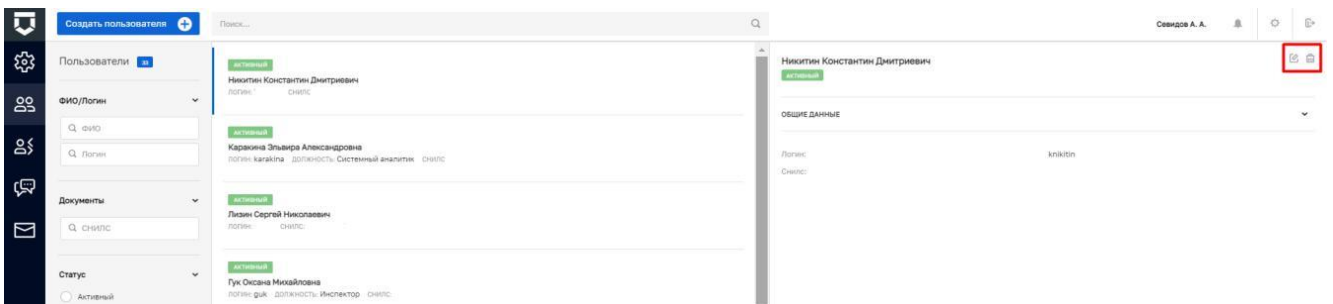 Создать пользователя
Поиск...
Севидов А. А.
Пользователи 33
ФИО/Логин
ФИО
Логин
Документы
СНИЛС
Статус
Активный
АКТИВНЫЙ
Никитин Константин Дмитриевич
ЛОГИН: СНИЛС
АКТИВНЫЙ
Каракина Эльвира Александровна
ЛОГИН: karakina ДОЛЖНОСТЬ: Системный аналитик СНИЛС
АКТИВНЫЙ
Лизин Сергей Николаевич
ЛОГИН: СНИЛС:
АКТИВНЫЙ
Гук Оксана Михайловна
ЛОГИН: guk ДОЛЖНОСТЬ: Инспектор СНИЛС:
Никитин Константин Дмитриевич
АКТИВНЫЙ
ОБЩИЕ ДАННЫЕ
Логин: knikitin
Снилс: